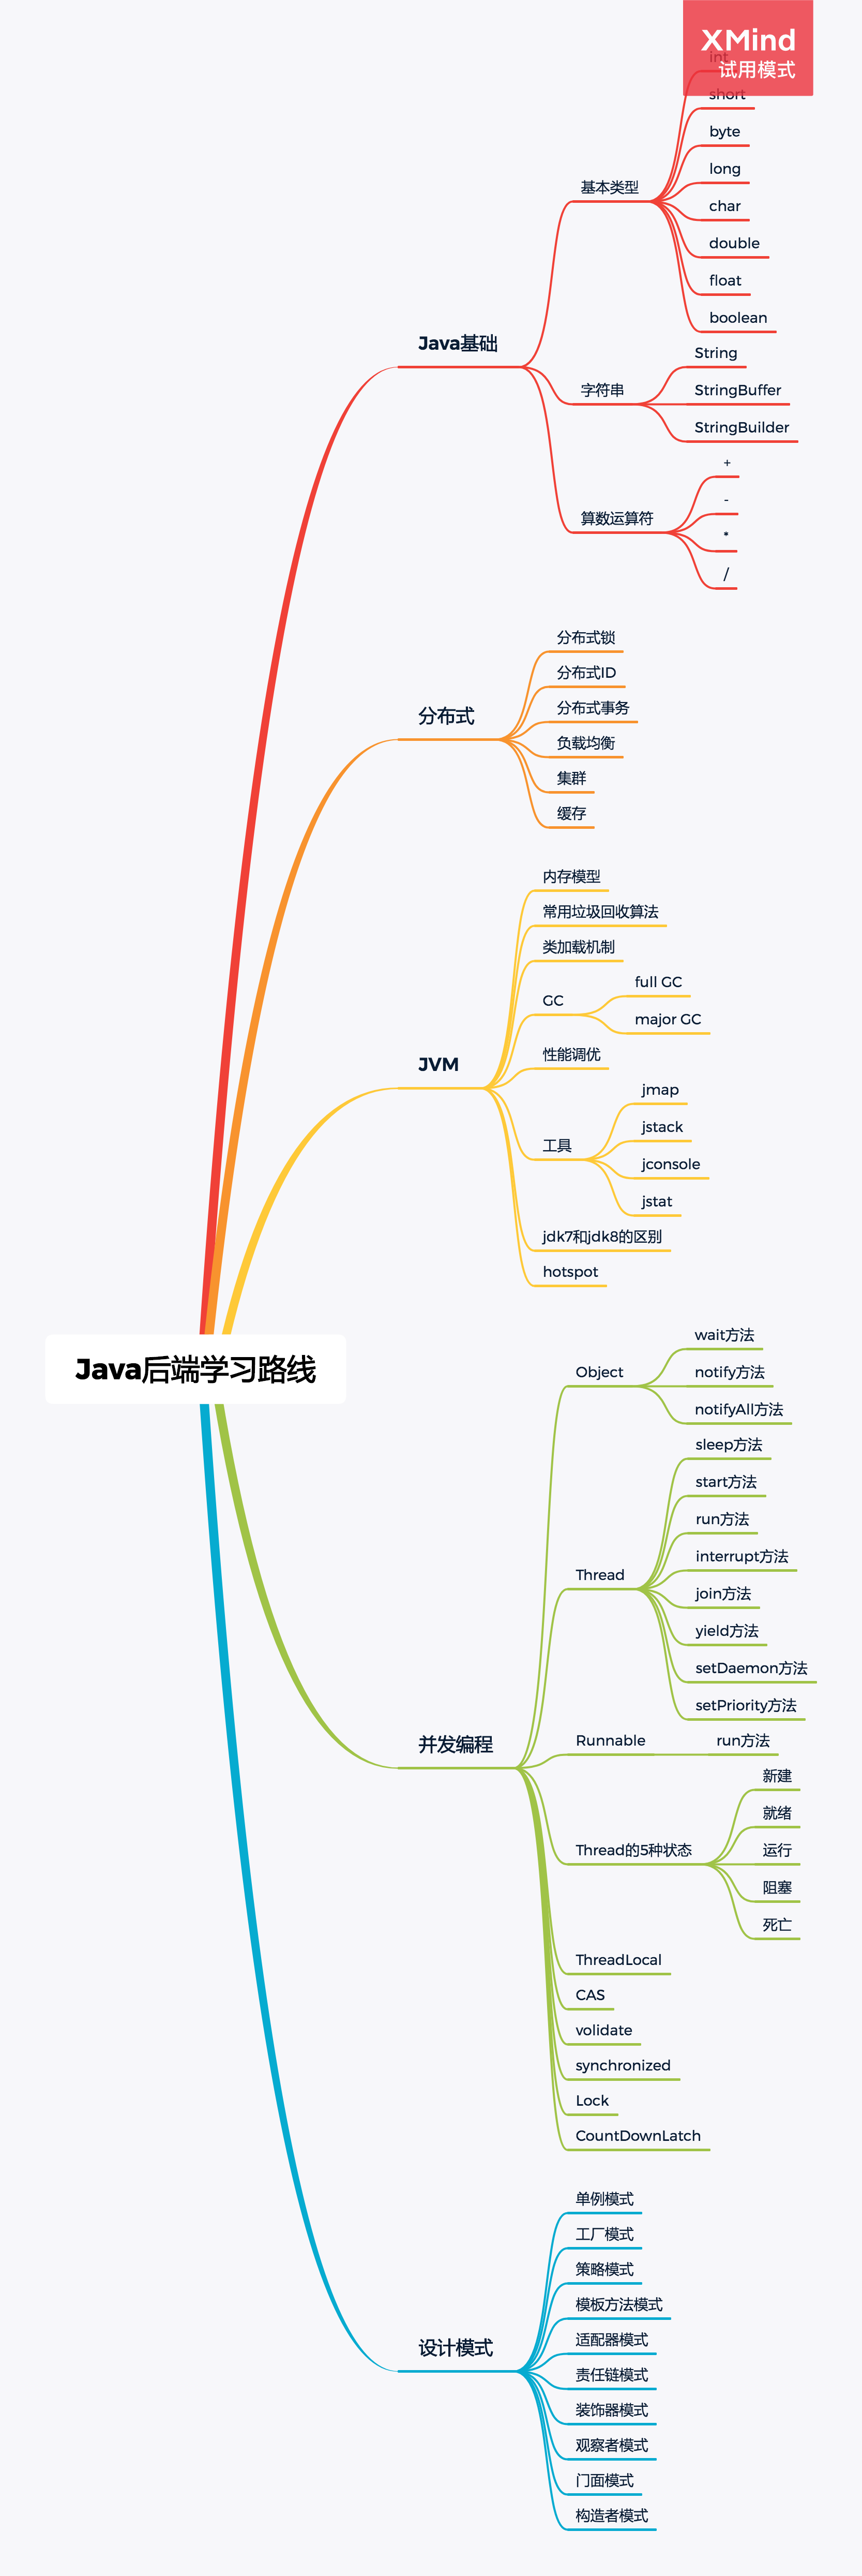 XMind
试用模式
int
short
byte
long
char
double
float
boolean
基本类型
Java基础
String
StringBuffer
StringBuilder
字符串
+
-
*
/
算数运算符
分布式锁
分布式ID
分布式事务
负载均衡
集群
缓存
分布式
内存模型
常用垃圾回收算法
类加载机制
GC
full GC
major GC
性能调优
JVM
工具
jmap
jstack
jconsole
jstat
jdk7和jdk8的区别
hotspot
Java后端学习路线
Object
wait方法
notify方法
notifyAll方法
Thread
sleep方法
start方法
run方法
interrupt方法
join方法
yield方法
setDaemon方法
setPriority方法
并发编程
Runnable
run方法
Thread的5种状态
新建
就绪
运行
阻塞
死亡
ThreadLocal
CAS
volidate
synchronized
Lock
CountDownLatch
设计模式
单例模式
工厂模式
策略模式
模板方法模式
适配器模式
责任链模式
装饰器模式
观察者模式
门面模式
构造者模式